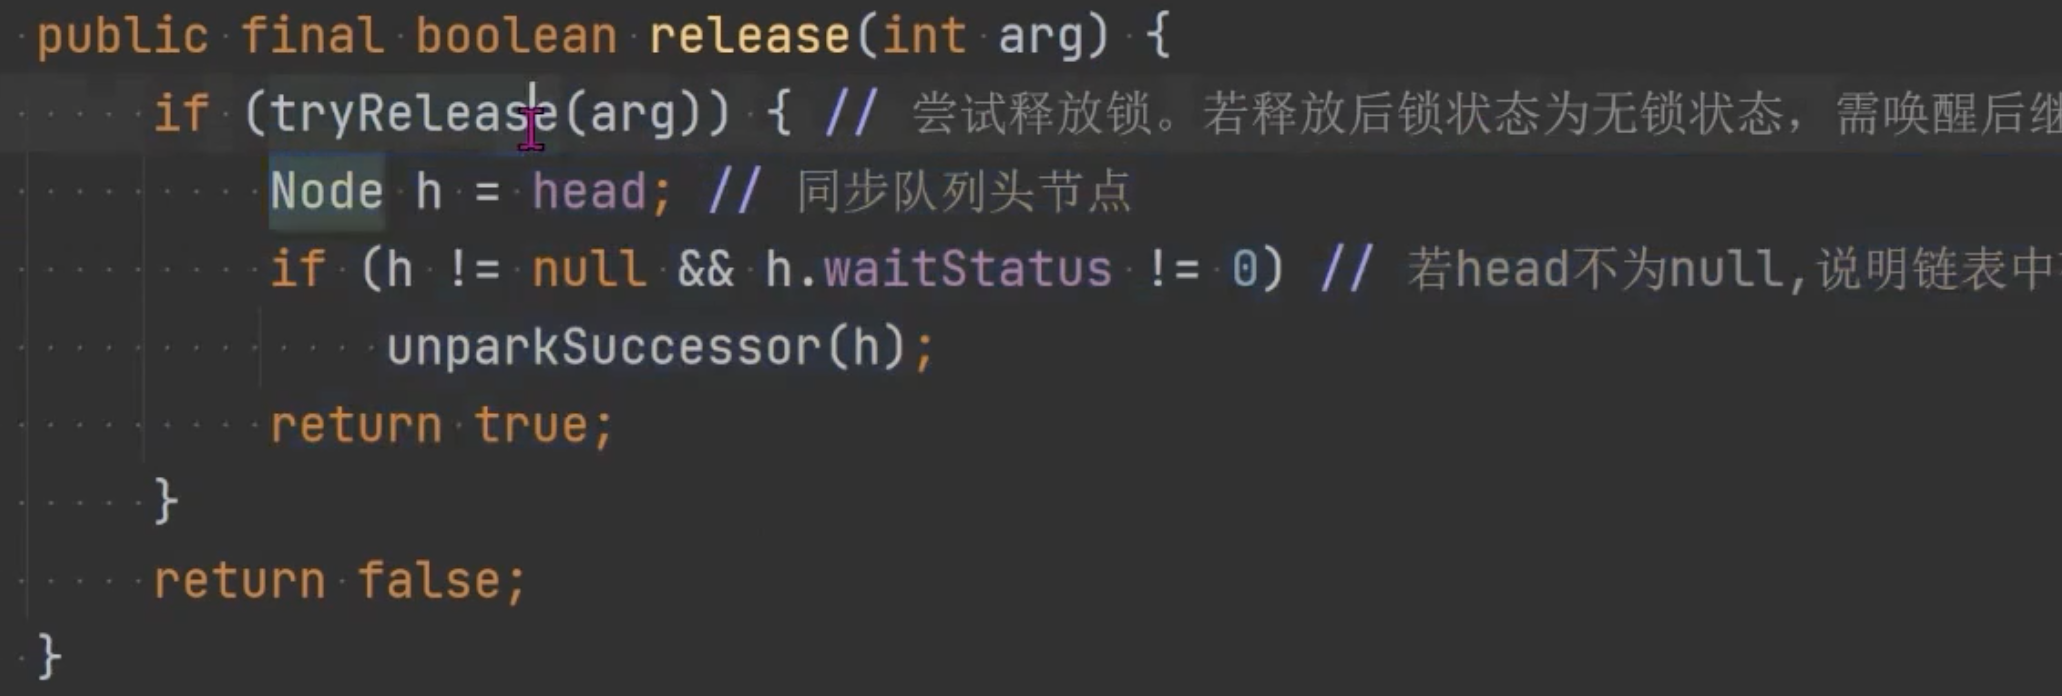 public final boolean release(int arg) {
if (tryRelease(arg)) { // 尝试释放锁。若释放后锁状态为无锁状态，需唤醒后继
Node h = head; // 同步队列头节点
if (h != null && h.waitStatus != 0) // 若head不为null,说明链表中
unparkSuccessor(h);
return true;
}
return false;
}